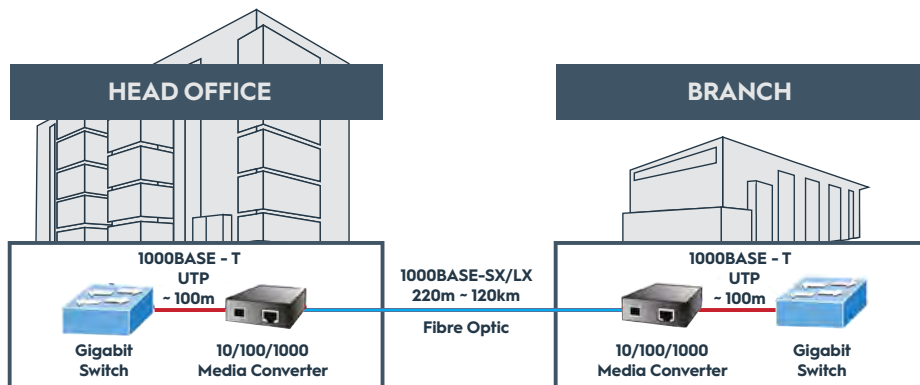 HEAD OFFICE
BRANCH
1000BASE - T
UTP
~ 100m
Gigabit
Switch
10/100/1000
Media Converter
1000BASE-SX/LX
220m ~ 120km
Fibre Optic
1000BASE - T
UTP
~ 100m
10/100/1000
Media Converter
Gigabit
Switch